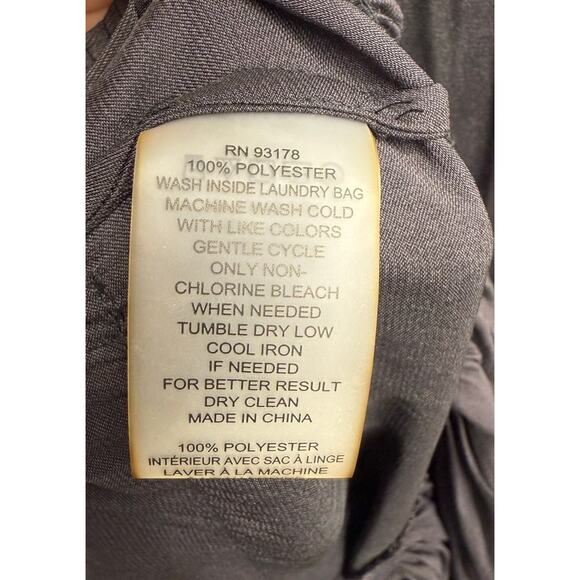 RN 93178
100% POLYESTER
WASH INSIDE LAUNDRY BAG
MACHINE WASH COLD
WITH LIKE COLORS
GENTLE CYCLE
ONLY NON-
CHLORINE BLEACH
WHEN NEEDED
TUMBLE DRY LOW
COOL IRON
IF NEEDED
FOR BETTER RESULT
DRY CLEAN
MADE IN CHINA
100% POLYESTER
INTÉRIEUR AVEC SAC À LINGE
LAVER À LA MACHINE